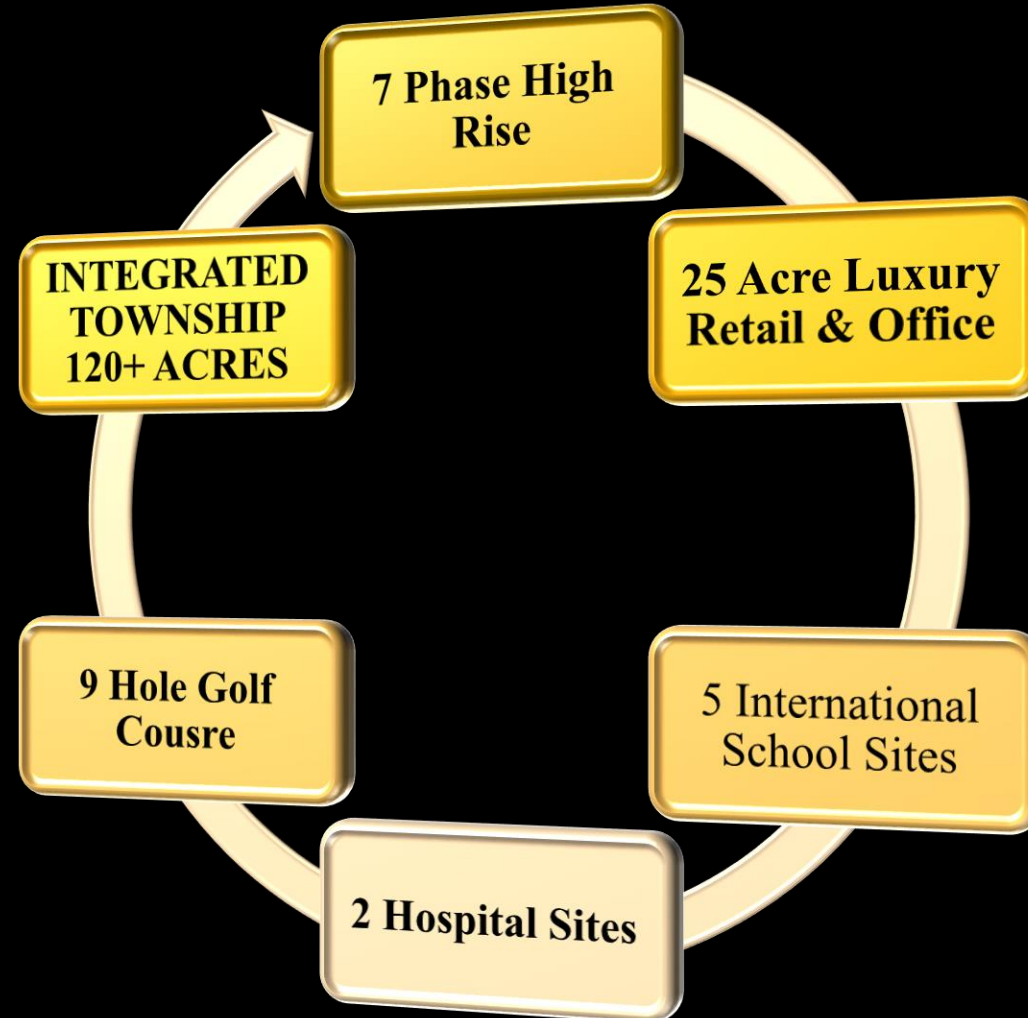 7 Phase High
Rise
25 Acre Luxury
Retail & Office
5 International
School Sites
2 Hospital Sites
9 Hole Golf
Cousre
INTEGRATED
TOWNSHIP
120+ ACRES